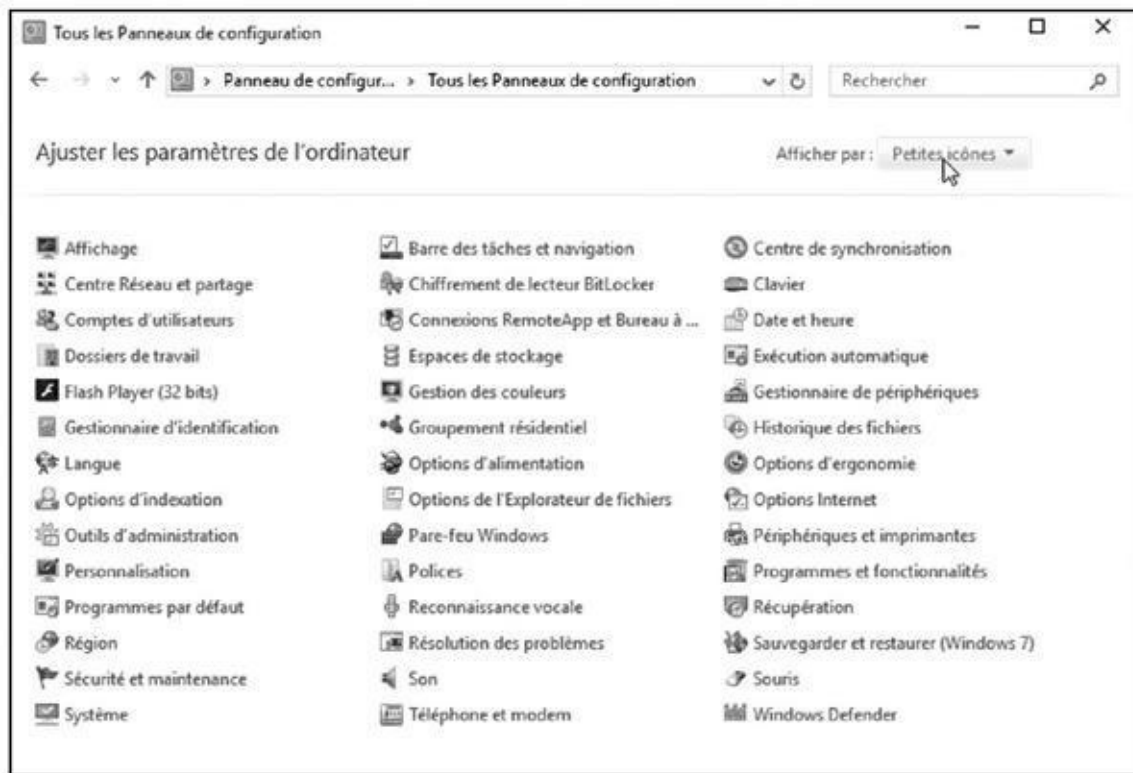 Tous les Panneaux de configuration
Panneau de configur... > Tous les Panneaux de configuration
Rechercher
Ajuster les paramètres de l'ordinateur
Afficher par : Petites icônes
Affichage
Barre des tâches et navigation
Centre de synchronisation
Centre Réseau et partage
Chiffrement de lecteur BitLocker
Clavier
Comptes d'utilisateurs
Connexions RemoteApp et Bureau à ...
Date et heure
Dossiers de travail
Espaces de stockage
Exécution automatique
Flash Player (32 bits)
Gestion des couleurs
Gestionnaire de périphériques
Gestionnaire d'identification
Groupement résidentiel
Historique des fichiers
Langue
Options d'alimentation
Options d'ergonomie
Options d'indexation
Options de l'Explorateur de fichiers
Options Internet
Outils d'administration
Pare-feu Windows
Périphériques et imprimantes
Personnalisation
Polices
Programmes et fonctionnalités
Programmes par défaut
Reconnaissance vocale
Récupération
Région
Résolution des problèmes
Sauvegarder et restaurer (Windows 7)
Sécurité et maintenance
Son
Souris
Système
Téléphone et modem
Windows Defender